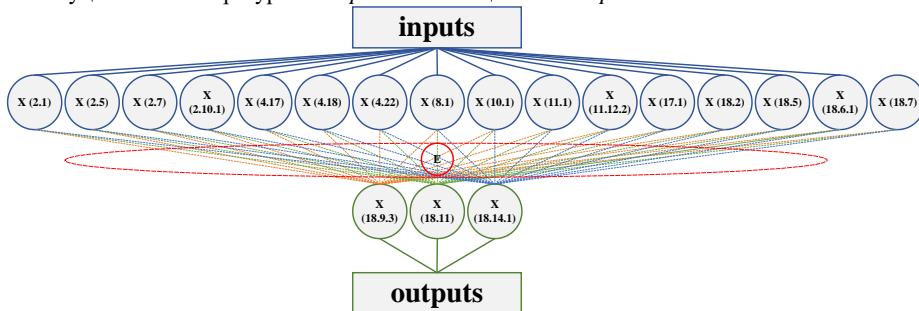 inputs
X (2.1) X (2.5) X (2.7) X (2.10.1) X (4.17) X (4.18) X (4.22) X (8.1) X (10.1) X (11.1) X (11.12.2) X (17.1) X (18.2) X (18.5) X (18.6.1) X (18.7)
E
X X X
(18.9.3) (18.11) (18.14.1)
outputs